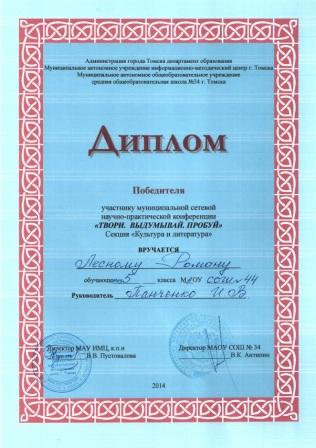 Администрация города Томска департамент образования
Муниципальное автономное учреждение информационно-методический центр г. Томска
Муниципальное автономное общеобразовательное учреждение
средняя общеобразовательная школа №34 г. Томска
Диплом
Победителя
участнику муниципальной сетевой
научно-практической конференции
«ТВОРИ. ВЫДУМЫВАЙ. ПРОБУЙ»
Секция «Культура и литература»
ВРУЧАЕТСЯ
Лесному Роману
обучающ 5 класса МАОУ СОШ 44
Руководитель Панченко И В
Директор МАУ ИМЦ, к.п.н Директор МАОУ СОШ № 34
В.В. Пустовалова В.К. Антипин
2014